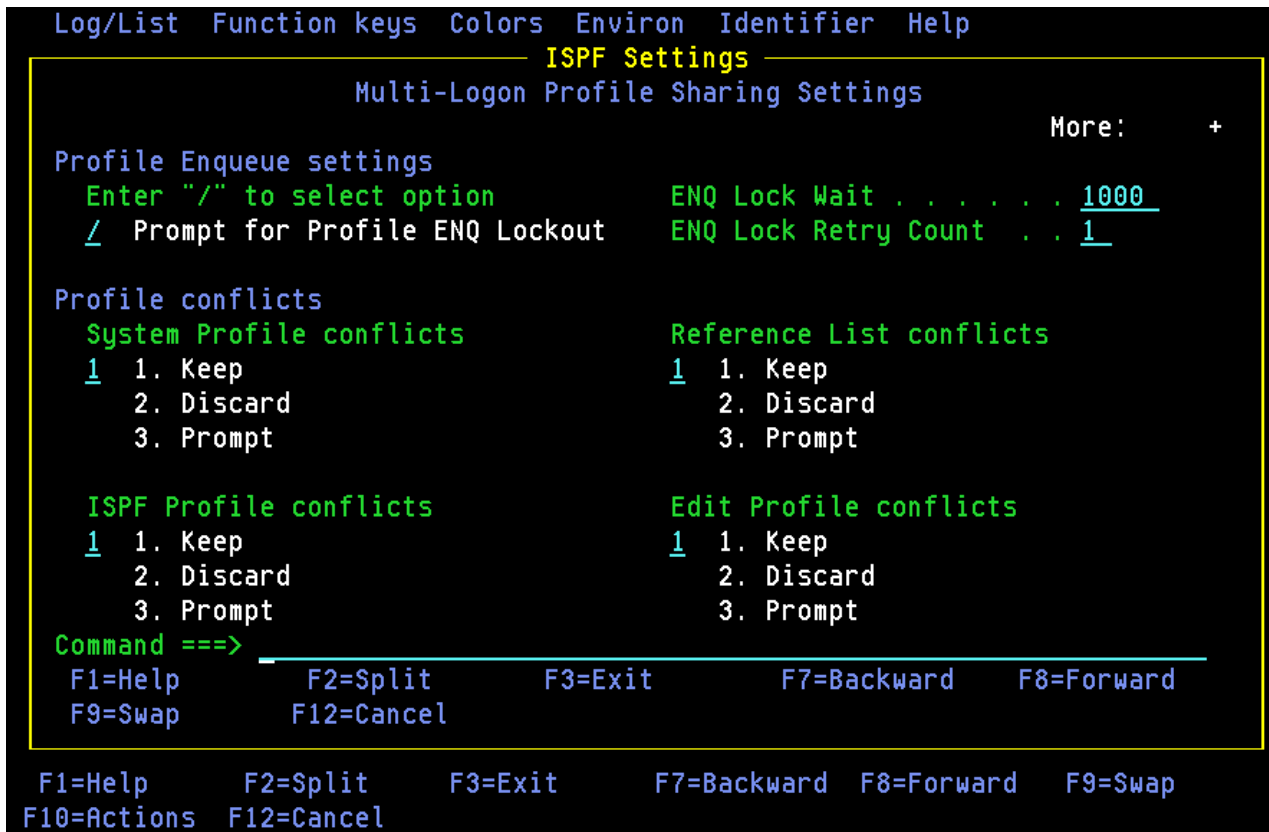 Log/List  Function keys  Colors  Environ  Identifier  Help
ISPF Settings
Multi-Logon Profile Sharing Settings
More:     +
Profile Enqueue settings
Enter "/" to select option           ENQ Lock Wait . . . . . . 1000
/  Prompt for Profile ENQ Lockout    ENQ Lock Retry Count  . . 1
Profile conflicts
System Profile conflicts             Reference List conflicts
1  1. Keep                           1  1. Keep
2. Discard                           2. Discard
3. Prompt                            3. Prompt
ISPF Profile conflicts               Edit Profile conflicts
1  1. Keep                           1  1. Keep
2. Discard                           2. Discard
3. Prompt                            3. Prompt
Command ===>
F1=Help        F2=Split       F3=Exit        F7=Backward    F8=Forward
F9=Swap       F12=Cancel
F1=Help      F2=Split     F3=Exit      F7=Backward  F8=Forward   F9=Swap
F10=Actions  F12=Cancel